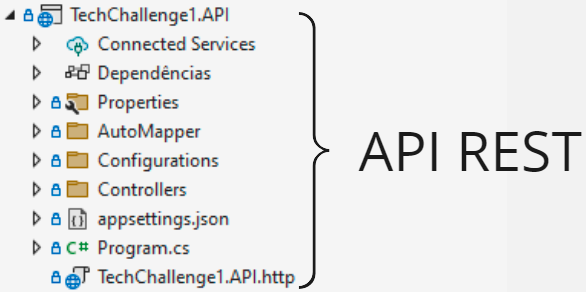 TechChallenge1.API
Connected Services
Dependências
Properties
AutoMapper
Configurations
Controllers
appsettings.json
C# Program.cs
TechChallenge1.API.http
API REST